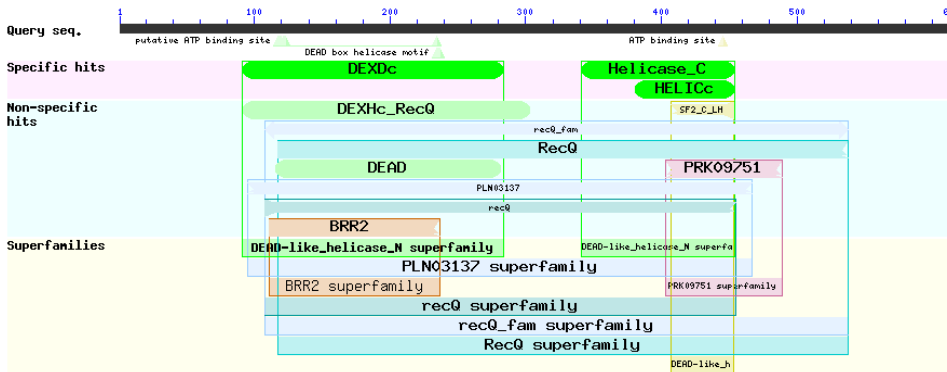 1 100 200 300 400 500 6
Query seq.
putative ATP binding site ATP binding site
DEAD box helicase motif
Specific hits DEXDc Helicase_C
HELICc
Non-specific hits DEXHc_RecQ SF2_C_LH
recQ_fam
RecQ
DEAD PRK09751
PLN03137
recQ
BRR2
Superfamilies DEAD-like_helicase_N superfamily DEAD-like_helicase_N superfa
PLN03137 superfamily
BRR2 superfamily PRK09751 superfamily
recQ superfamily
recQ_fam superfamily
RecQ superfamily
DEAD-like_h